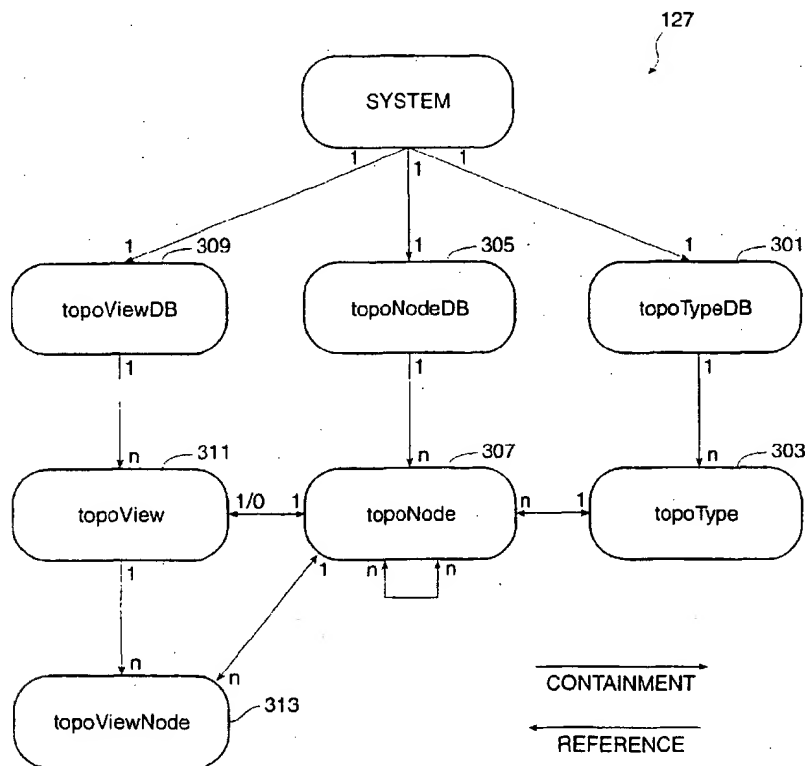 127
SYSTEM
1 1 1
1 309 1 305 1 301
topoViewDB topoNodeDB topoTypeDB
1 1 1
n 311 n 307 n 303
topoView 1/0 1 topoNode n 1 topoType
1 1 n n
n n
topoViewNode 313
CONTAINMENT
REFERENCE